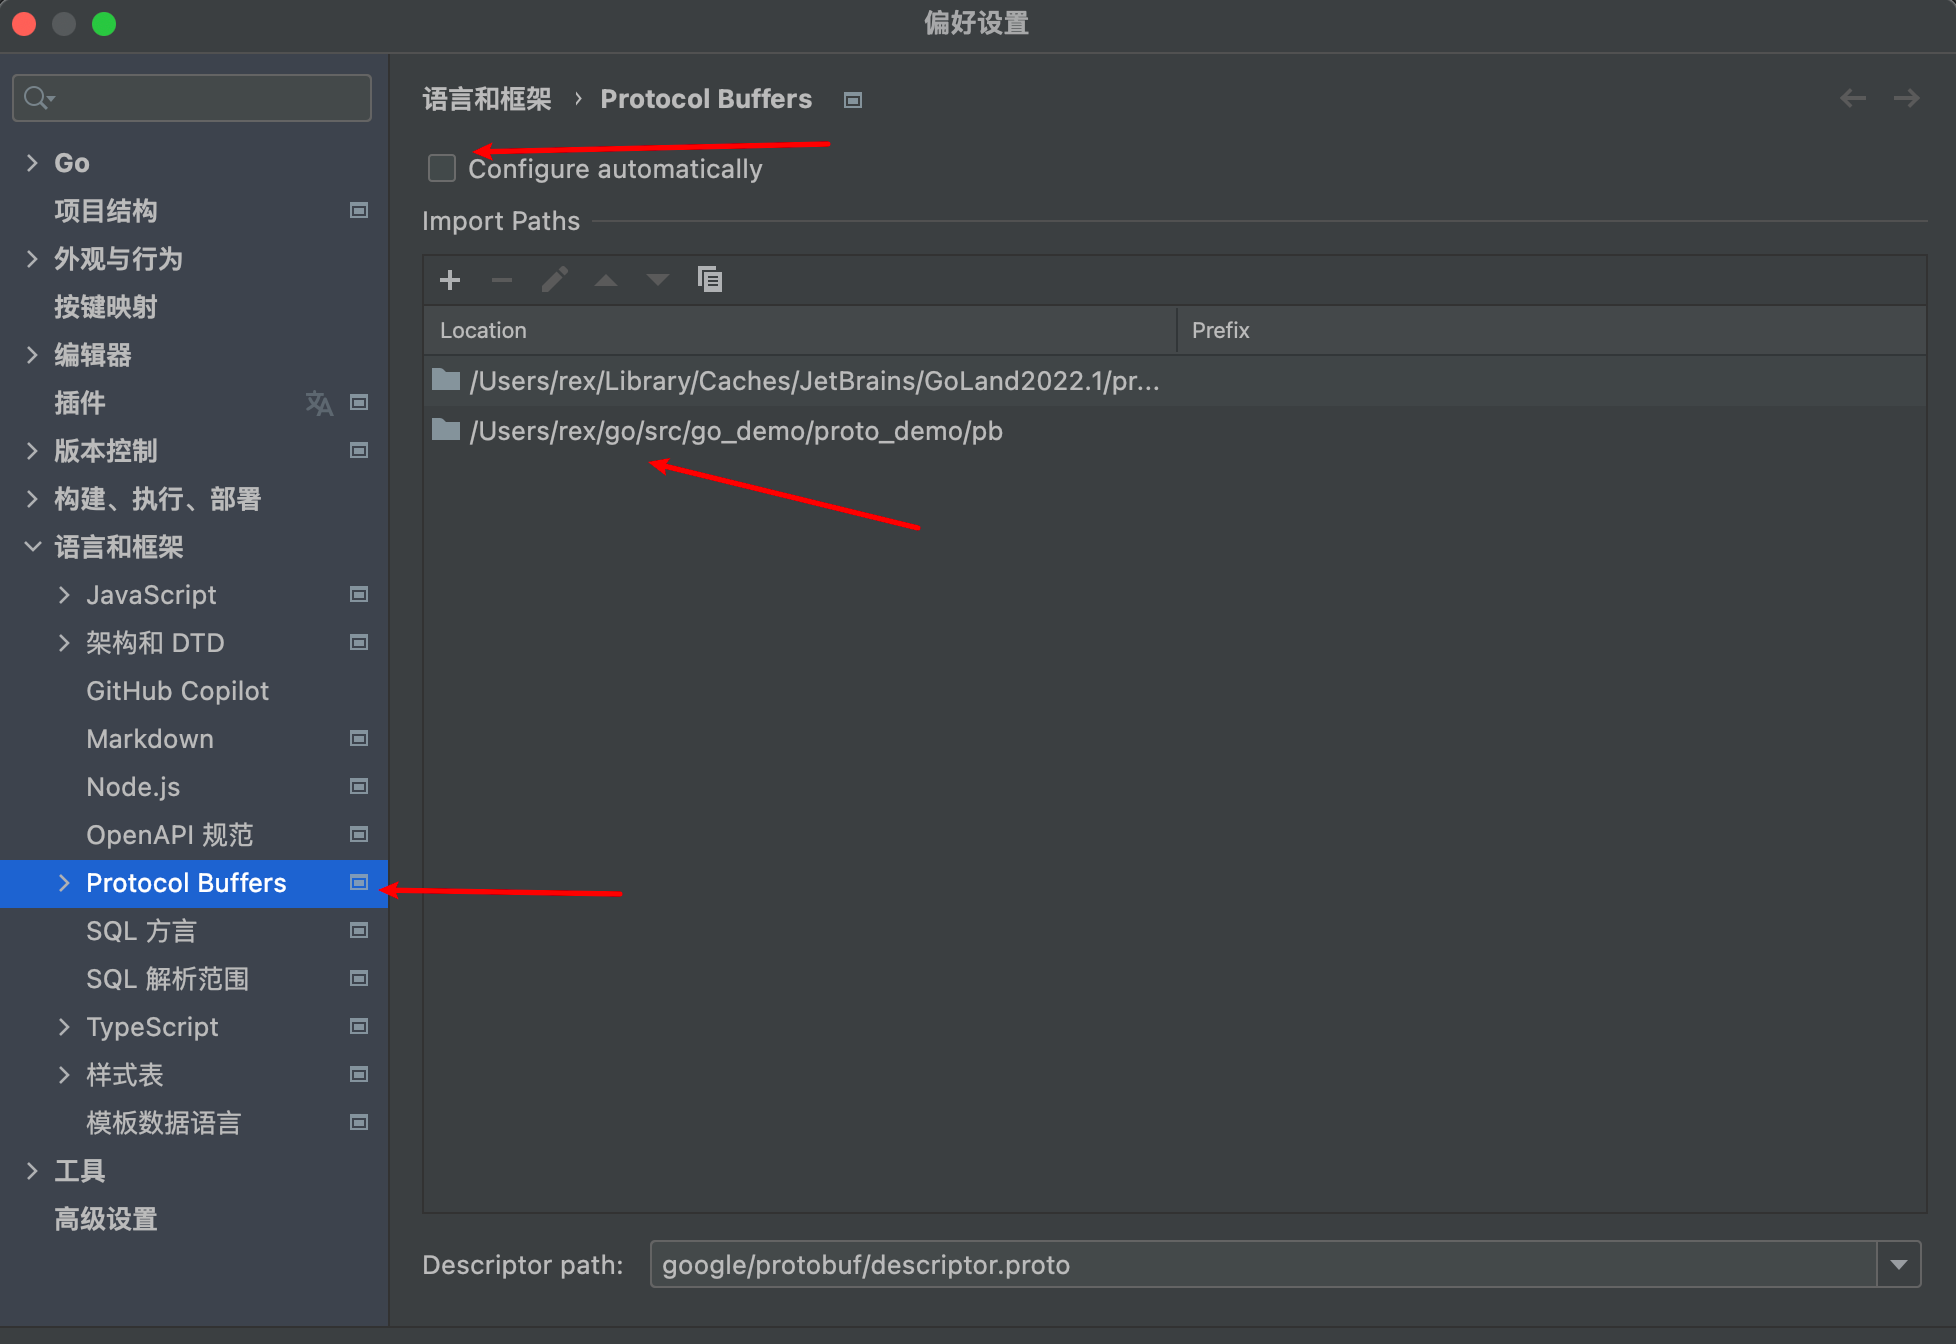 偏好设置
Go
项目结构
外观与行为
按键映射
编辑器
插件
版本控制
构建、执行、部署
语言和框架
JavaScript
架构和 DTD
GitHub Copilot
Markdown
Node.js
OpenAPI 规范
Protocol Buffers
SQL 方言
SQL 解析范围
TypeScript
样式表
模板数据语言
工具
高级设置
语言和框架 › Protocol Buffers
Configure automatically
Import Paths
Location Prefix
/Users/rex/Library/Caches/JetBrains/GoLand2022.1/pr...
/Users/rex/go/src/go_demo/proto_demo/pb
Descriptor path: google/protobuf/descriptor.proto